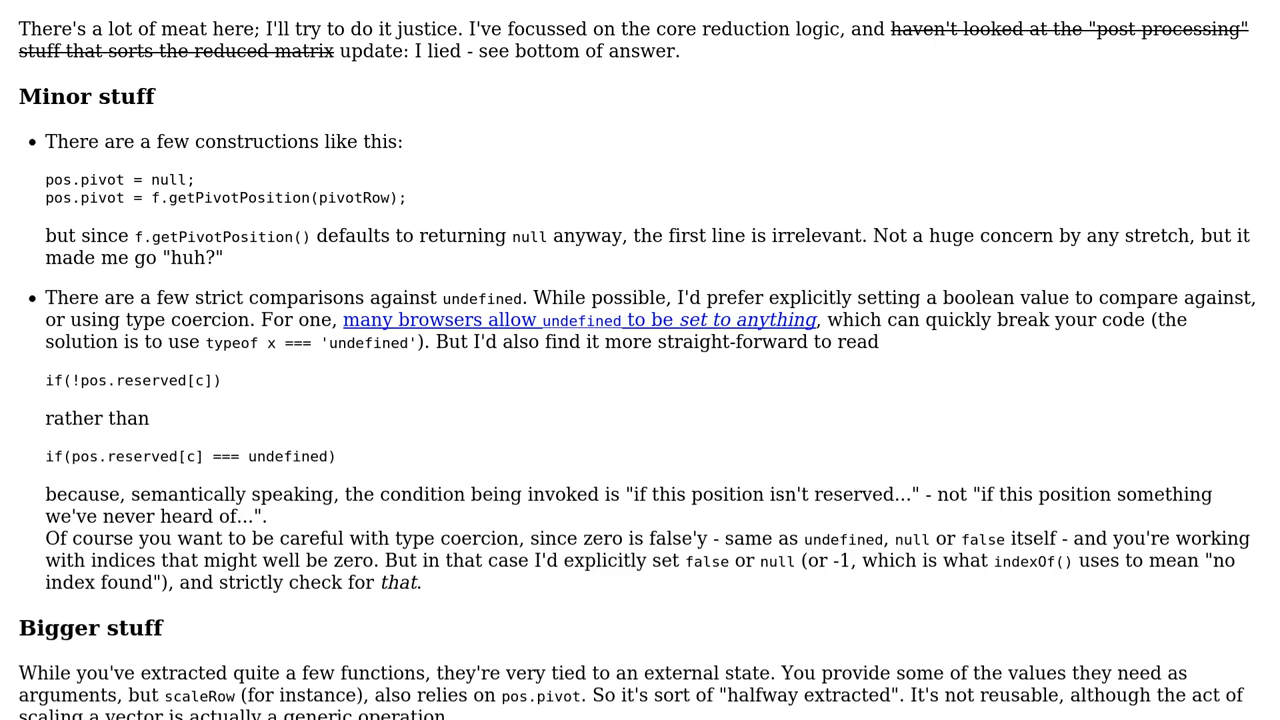 There's a lot of meat here; I'll try to do it justice. I've focussed on the core reduction logic, and haven't looked at the "post processing"
stuff that sorts the reduced matrix update: I lied - see bottom of answer.
Minor stuff
There are a few constructions like this:
pos.pivot = null;
pos.pivot = f.getPivotPosition(pivotRow);
but since f.getPivotPosition() defaults to returning null anyway, the first line is irrelevant. Not a huge concern by any stretch, but it
made me go "huh?"
There are a few strict comparisons against undefined. While possible, I'd prefer explicitly setting a boolean value to compare against,
or using type coercion. For one, many browsers allow undefined to be set to anything, which can quickly break your code (the
solution is to use typeof x === 'undefined'). But I'd also find it more straight-forward to read
if(!pos.reserved[c])
rather than
if(pos.reserved[c] === undefined)
because, semantically speaking, the condition being invoked is "if this position isn't reserved..." - not "if this position something
we've never heard of...".
Of course you want to be careful with type coercion, since zero is false'y - same as undefined, null or false itself - and you're working
with indices that might well be zero. But in that case I'd explicitly set false or null (or -1, which is what indexOf() uses to mean "no
index found"), and strictly check for that.
Bigger stuff
While you've extracted quite a few functions, they're very tied to an external state. You provide some of the values they need as
arguments, but scaleRow (for instance), also relies on pos.pivot. So it's sort of "halfway extracted". It's not reusable, although the act of
scaling a vector is actually a generic operation.